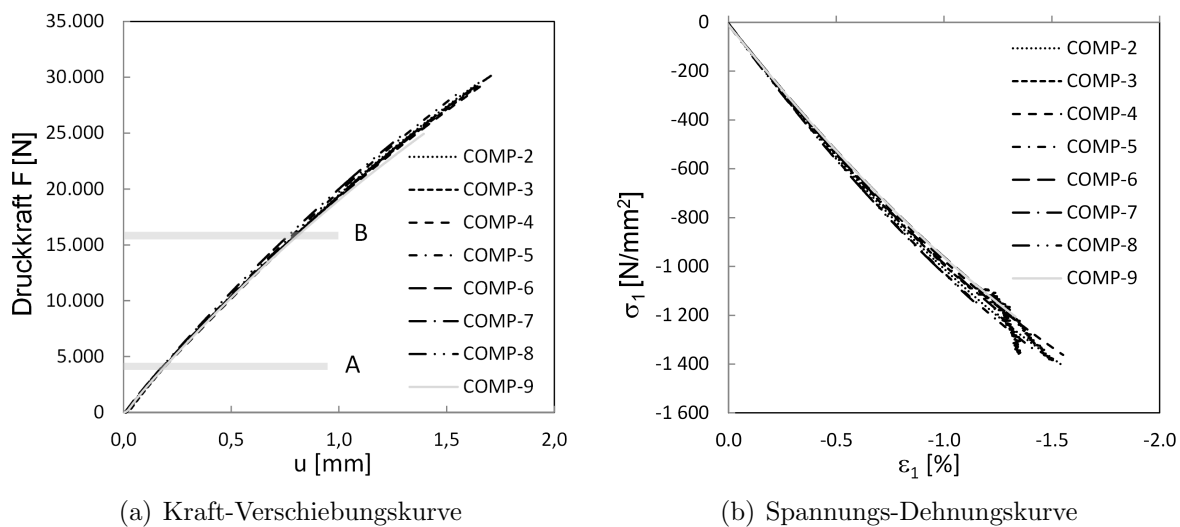 35.000
30.000
25.000
20.000
15.000
10.000
5.000
0
Druckkraft F [N]
0,0
0,5
1,0
1,5
2,0
u [mm]
A
B
COMP-2
COMP-3
COMP-4
COMP-5
COMP-6
COMP-7
COMP-8
COMP-9
(a) Kraft-Verschiebungskurve
0
-200
-400
-600
-800
-1 000
-1 200
-1 400
-1 600
σ₁ [N/mm²]
0.0
-0.5
-1.0
-1.5
-2.0
ε₁ [%]
COMP-2
COMP-3
COMP-4
COMP-5
COMP-6
COMP-7
COMP-8
COMP-9
(b) Spannungs-Dehnungskurve